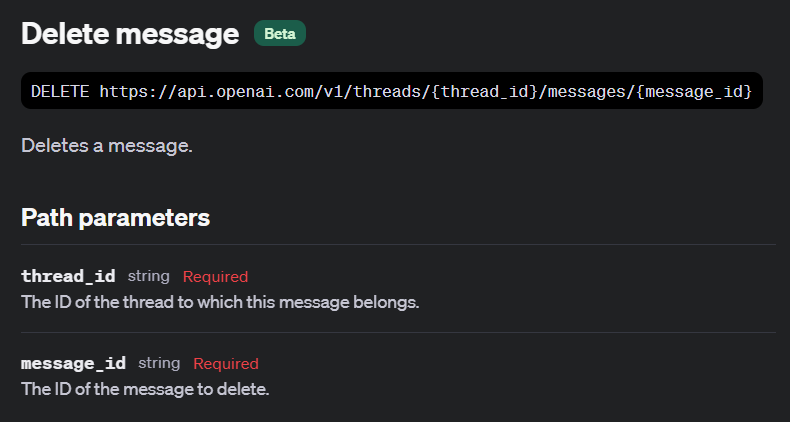 Delete message Beta
DELETE https://api.openai.com/v1/threads/{thread_id}/messages/{message_id}
Deletes a message.
Path parameters
thread_id string Required
The ID of the thread to which this message belongs.
message_id string Required
The ID of the message to delete.